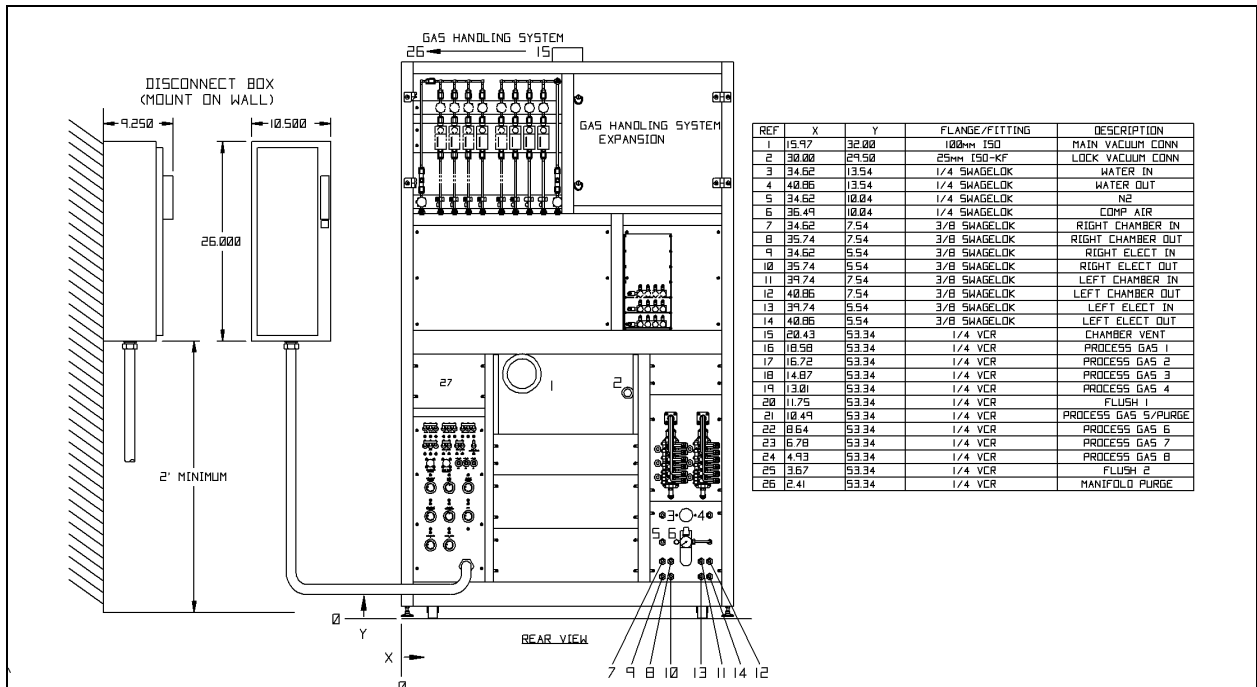 GAS HANDLING SYSTEM
26 15
DISCONNECT BOX
(MOUNT ON WALL)
9.250
10.500
26.000
2' MINIMUM
GAS HANDLING SYSTEM
EXPANSION
27
1
2
3 4
5 6
0
Y
X
0
REAR VIEW
7 9 8 10 13 11 14 12
REF X Y FLANGE/FITTING DESCRIPTION
1 15.97 32.00 100MM ISO MAIN VACUUM CONN
2 30.00 29.50 25MM ISO-KF LOCK VACUUM CONN
3 34.62 13.54 1/4 SWAGELOK WATER IN
4 40.86 13.54 1/4 SWAGELOK WATER OUT
5 34.62 10.04 1/4 SWAGELOK N2
6 36.49 10.04 1/4 SWAGELOK COMP AIR
7 34.62 7.54 3/8 SWAGELOK RIGHT CHAMBER IN
8 35.74 7.54 3/8 SWAGELOK RIGHT CHAMBER OUT
9 34.62 5.54 3/8 SWAGELOK RIGHT ELECT IN
10 35.74 5.54 3/8 SWAGELOK RIGHT ELECT OUT
11 39.74 7.54 3/8 SWAGELOK LEFT CHAMBER IN
12 40.86 7.54 3/8 SWAGELOK LEFT CHAMBER OUT
13 39.74 5.54 3/8 SWAGELOK LEFT ELECT IN
14 40.86 5.54 3/8 SWAGELOK LEFT ELECT OUT
15 20.43 53.34 1/4 VCR CHAMBER VENT
16 18.58 53.34 1/4 VCR PROCESS GAS 1
17 16.72 53.34 1/4 VCR PROCESS GAS 2
18 14.87 53.34 1/4 VCR PROCESS GAS 3
19 13.01 53.34 1/4 VCR PROCESS GAS 4
20 11.75 53.34 1/4 VCR FLUSH 1
21 10.49 53.34 1/4 VCR PROCESS GAS 5/PURGE
22 8.64 53.34 1/4 VCR PROCESS GAS 6
23 6.78 53.34 1/4 VCR PROCESS GAS 7
24 4.93 53.34 1/4 VCR PROCESS GAS 8
25 3.67 53.34 1/4 VCR FLUSH 2
26 2.41 53.34 1/4 VCR MANIFOLD PURGE